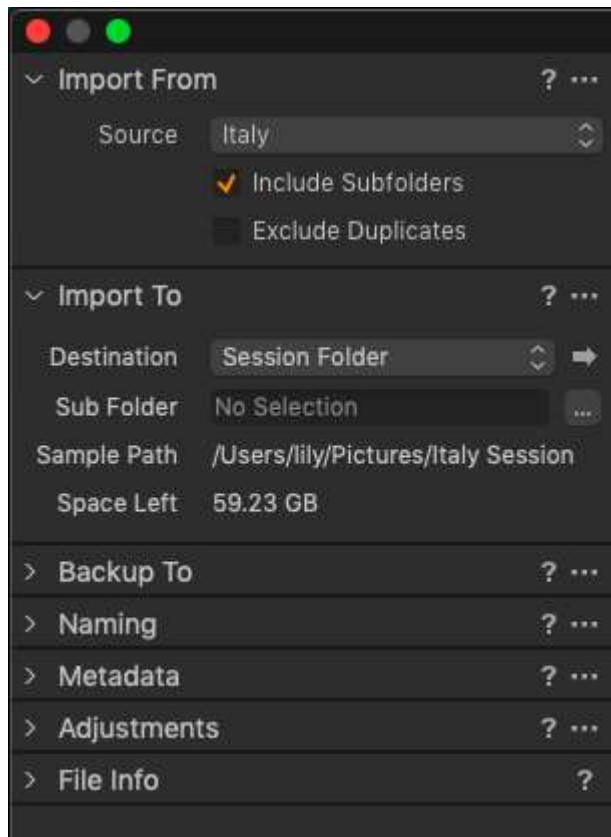 Import From ? ...
Source Italy
Include Subfolders
Exclude Duplicates
Import To ? ...
Destination Session Folder
Sub Folder No Selection ...
Sample Path /Users/lily/Pictures/Italy Session
Space Left 59.23 GB
Backup To ? ...
Naming ? ...
Metadata ? ...
Adjustments ? ...
File Info ?